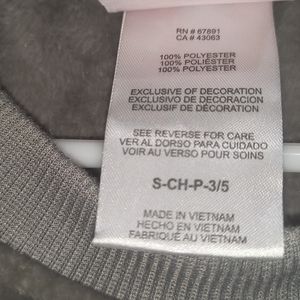 RN # 67891
CA # 43063
100% POLYESTER
100% POLIÉSTER
100% POLYESTER
EXCLUSIVE OF DECORATION
EXCLUSIVO DE DECORACION
EXCLUSIF DE DÉCORATION
SEE REVERSE FOR CARE
VER AL DORSO PARA CUIDADO
VOIR AU VERSO POUR SOINS
S-CH-P-3/5
MADE IN VIETNAM
HECHO EN VIETNAM
FABRIQUÉ AU VIETNAM